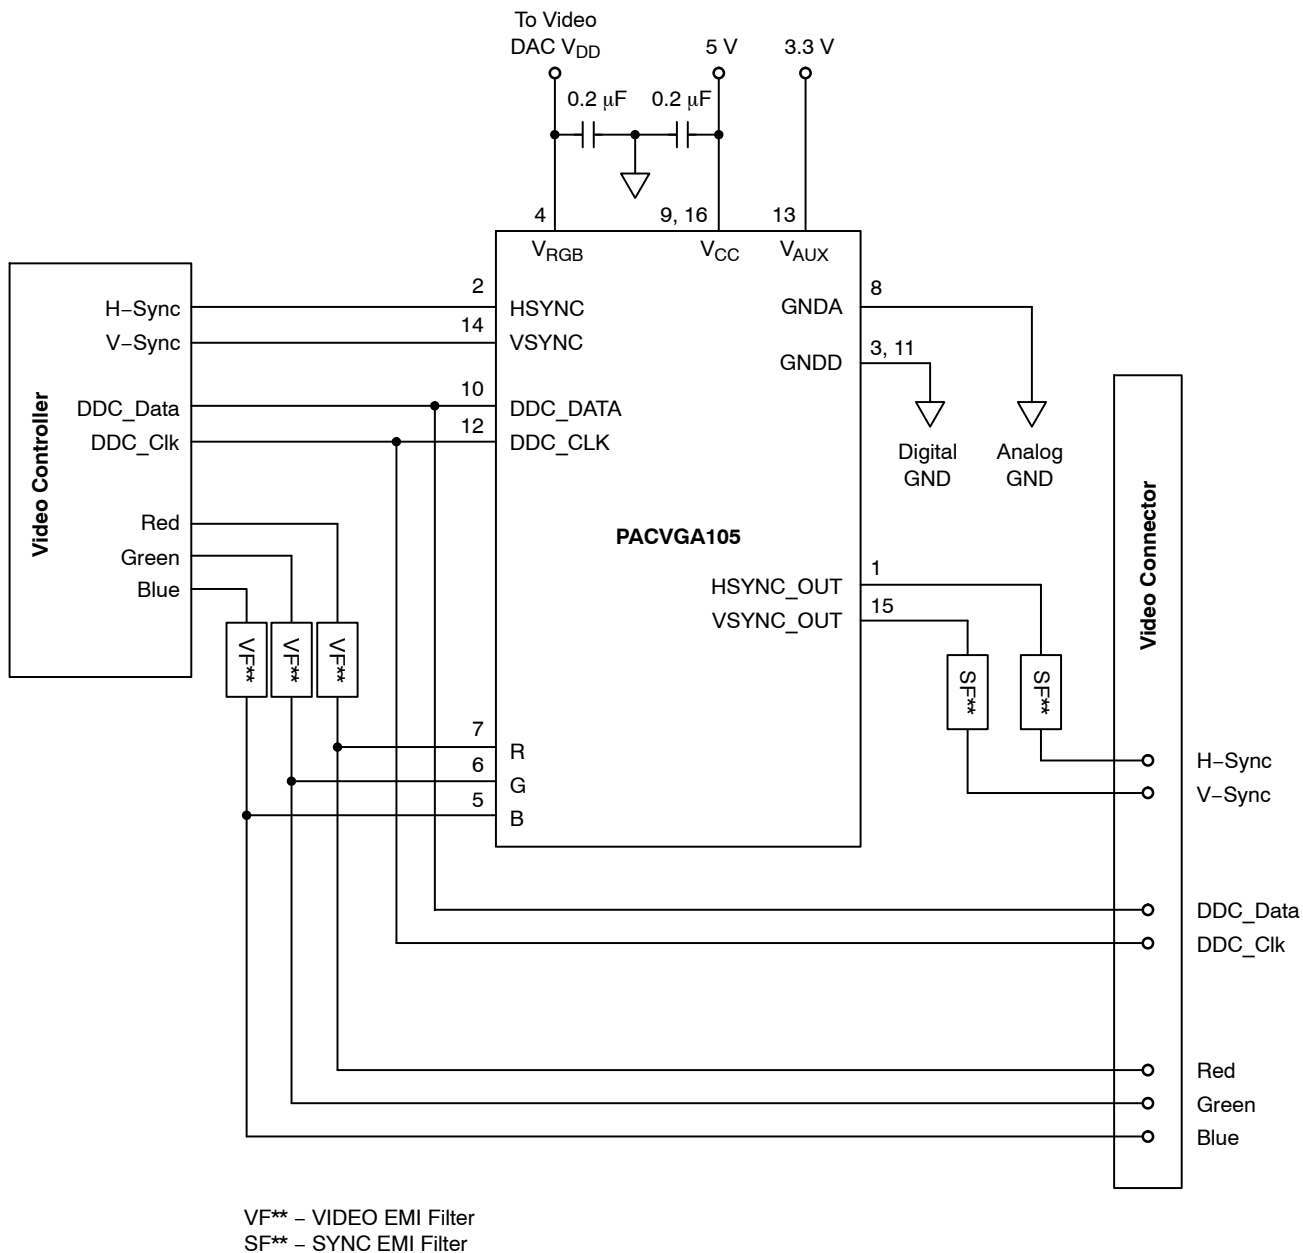 To Video
DAC VDD
5 V
3.3 V
0.2 μF
0.2 μF
4
9, 16
13
VRGB
VCC
VAUX
H–Sync
V–Sync
DDC_Data
DDC_Clk
Red
Green
Blue
Video Controller
2
HSYNC
14
VSYNC
10
DDC_DATA
12
DDC_CLK
GNDA
8
GNDD
3, 11
Digital
GND
Analog
GND
PACVGA105
HSYNC_OUT
1
VSYNC_OUT
15
VF**
VF**
VF**
SF**
SF**
7
R
6
G
5
B
Video Connector
H–Sync
V–Sync
DDC_Data
DDC_Clk
Red
Green
Blue
VF** – VIDEO EMI Filter
SF** – SYNC EMI Filter